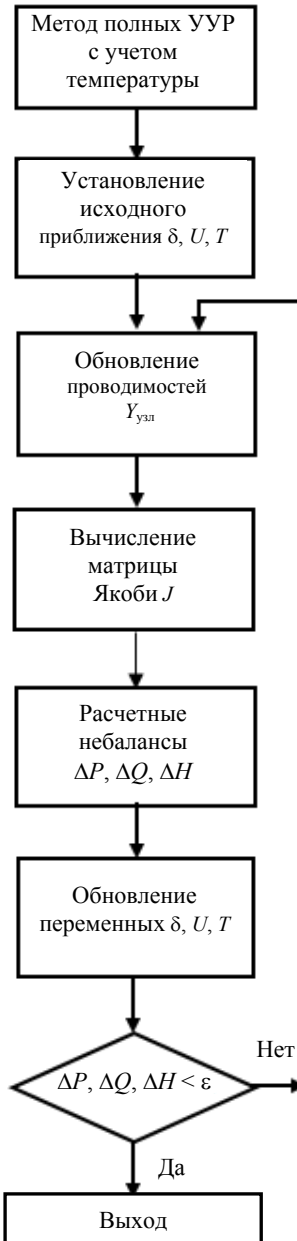 Метод полных УУР
с учетом
температуры
Установление
исходного
приближения δ, U, T
Обновление
проводимостей
Yузл
Вычисление
матрицы
Якоби J
Расчетные
небалансы
ΔP, ΔQ, ΔH
Обновление
переменных δ, U, T
ΔP, ΔQ, ΔH < ε
Нет
Да
Выход